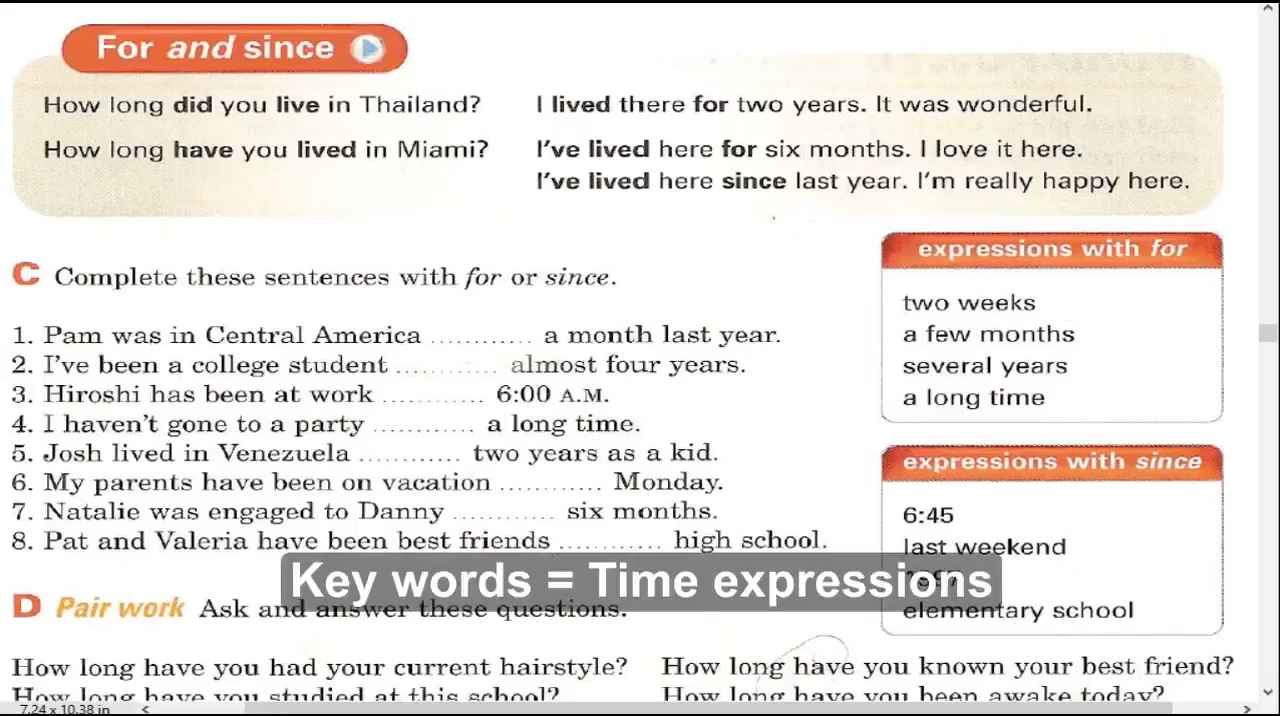 For and since
How long did you live in Thailand? I lived there for two years. It was wonderful.
How long have you lived in Miami? I've lived here for six months. I love it here.
I've lived here since last year. I'm really happy here.
C Complete these sentences with for or since.
1. Pam was in Central America ............ a month last year.
2. I've been a college student ............ almost four years.
3. Hiroshi has been at work ............ 6:00 A.M.
4. I haven't gone to a party ............ a long time.
5. Josh lived in Venezuela ............ two years as a kid.
6. My parents have been on vacation ............ Monday.
7. Natalie was engaged to Danny ............ six months.
8. Pat and Valeria have been best friends ............ high school.
expressions with for
two weeks
a few months
several years
a long time
expressions with since
6:45
last weekend
elementary school
Key words = Time expressions
D Pair work Ask and answer these questions.
How long have you had your current hairstyle? How long have you known your best friend?
How long have you studied at this school? How long have you been awake today?
7.24 x 10.38 in